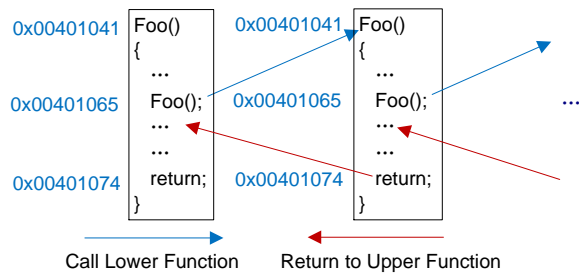 0x00401041 Foo() 0x00401041 Foo()
{ {
... ...
0x00401065 Foo(); 0x00401065 Foo(); ...
... ...
... ...
0x00401074 return; 0x00401074 return;
} }
Call Lower Function Return to Upper Function